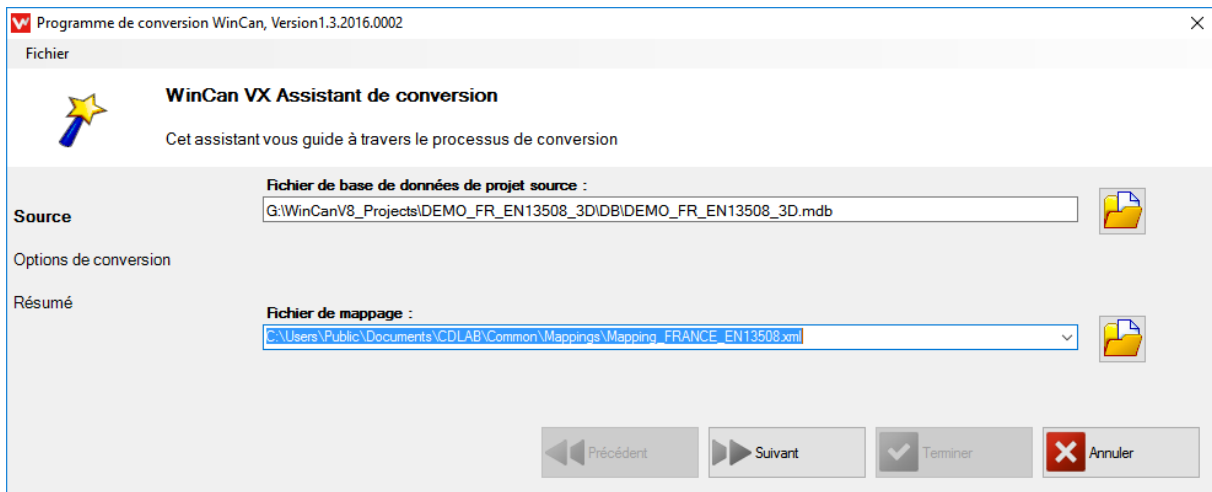 Programme de conversion WinCan, Version1.3.2016.0002
Fichier
WinCan VX Assistant de conversion
Cet assistant vous guide à travers le processus de conversion
Source
Options de conversion
Résumé
Fichier de base de données de projet source :
G:\WinCanV8_Projects\DEMO_FR_EN13508_3D\DB\DEMO_FR_EN13508_3D.mdb
Fichier de mappage :
C:\Users\Public\Documents\CDLAB\Common\Mappings\Mapping_FRANCE_EN13508.xml
Précédent
Suivant
Terminer
Annuler